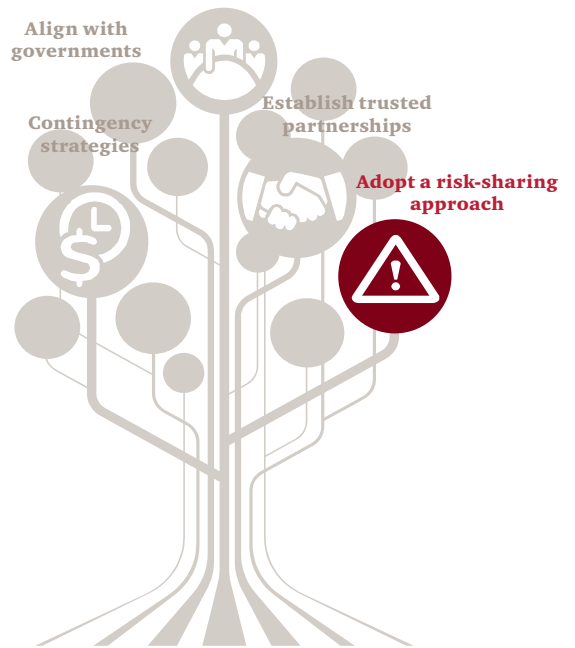 Align with
governments
Establish trusted
partnerships
Contingency
strategies
Adopt a risk-sharing
approach
$
!